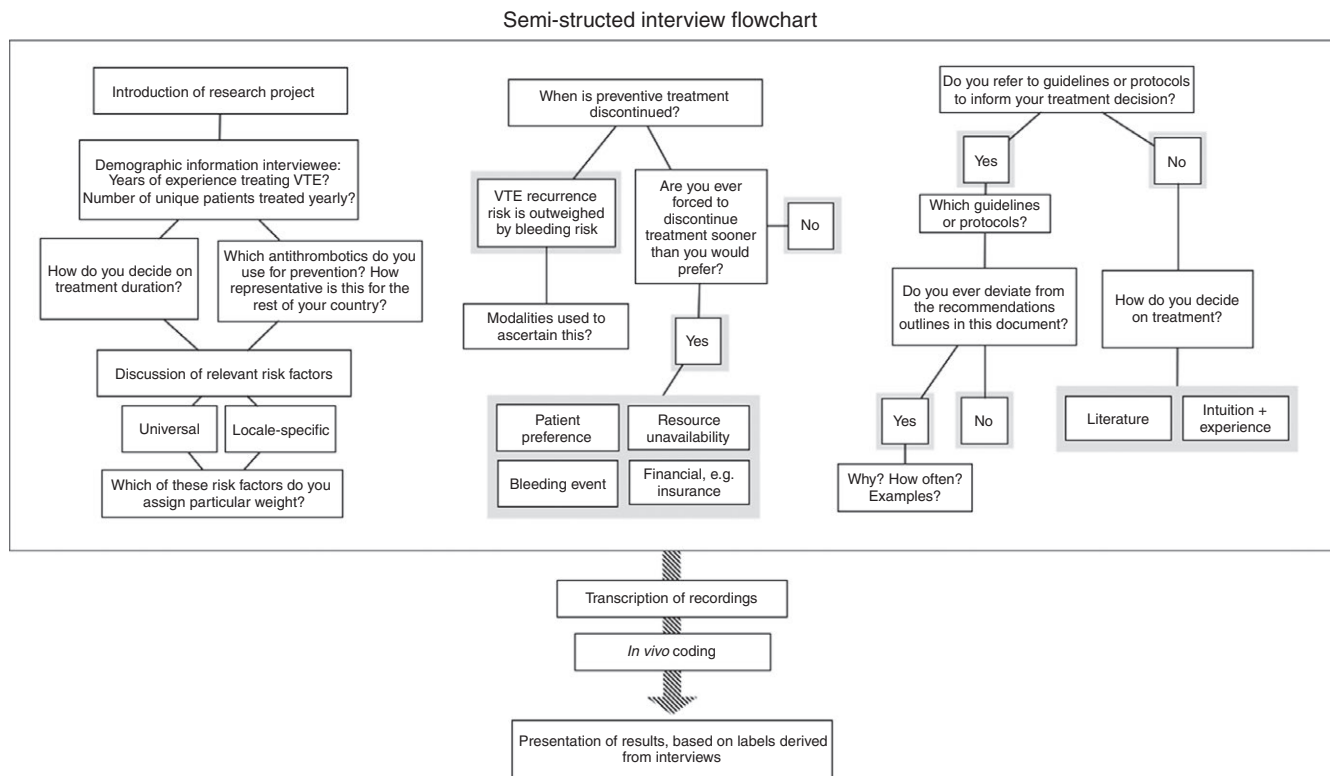 Semi-structed interview flowchart
Introduction of research project
Demographic information interviewee:
Years of experience treating VTE?
Number of unique patients treated yearly?
How do you decide on
treatment duration?
Which antithrombotics do you
use for prevention? How
representative is this for the
rest of your country?
Discussion of relevant risk factors
Universal
Locale-specific
Which of these risk factors do you
assign particular weight?
When is preventive treatment
discontinued?
VTE recurrence
risk is outweighed
by bleeding risk
Modalities used to
ascertain this?
Are you ever
forced to
discontinue
treatment sooner
than you would
prefer?
No
Yes
Patient
preference
Resource
unavailability
Bleeding event
Financial, e.g.
insurance
Do you refer to guidelines or protocols
to inform your treatment decision?
Yes
No
Which guidelines
or protocols?
Do you ever deviate from
the recommendations
outlines in this document?
Yes
No
Why? How often?
Examples?
How do you decide
on treatment?
Literature
Intuition +
experience
Transcription of recordings
In vivo coding
Presentation of results, based on labels derived
from interviews